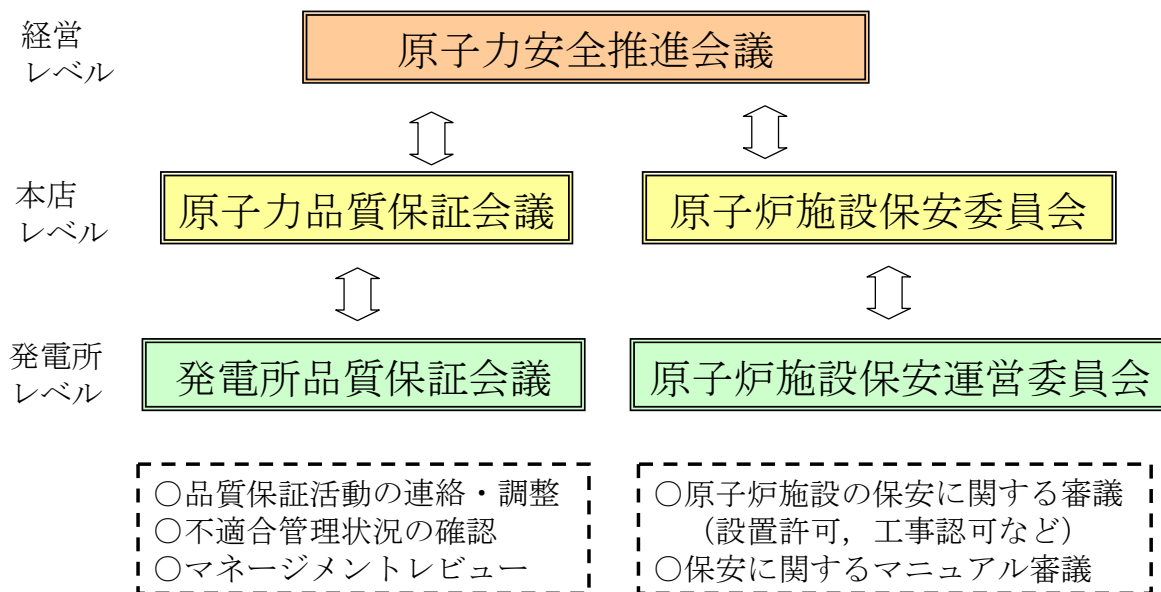 経営
レベル
原子力安全推進会議
本店
レベル
原子力品質保証会議
原子炉施設保安委員会
発電所
レベル
発電所品質保証会議
原子炉施設保安運営委員会
○品質保証活動の連絡・調整
○不適合管理状況の確認
○マネージメントレビュー
○原子炉施設の保安に関する審議
（設置許可，工事認可など）
○保安に関するマニュアル審議